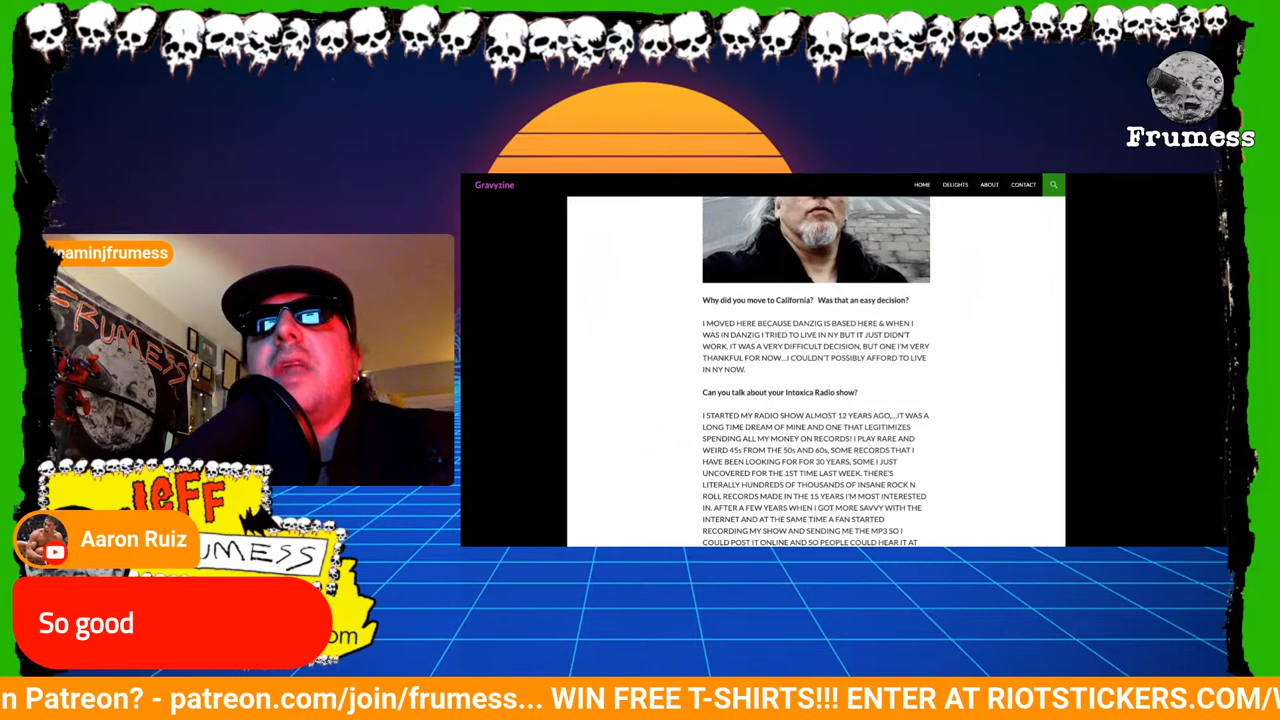 Frumess
Gravyzine
HOME DELIGHTS ABOUT CONTACT
Why did you move to California? Was that an easy decision?
I MOVED HERE BECAUSE DANZIG IS BASED HERE & WHEN I
WAS IN DANZIG I TRIED TO LIVE IN NY BUT IT JUST DIDN'T
WORK. IT WAS A VERY DIFFICULT DECISION, BUT ONE I'M VERY
THANKFUL FOR NOW...I COULDN'T POSSIBLY AFFORD TO LIVE
IN NY NOW.
Can you talk about your Intoxica Radio show?
I STARTED MY RADIO SHOW ALMOST 12 YEARS AGO,...IT WAS A
LONG TIME DREAM OF MINE AND ONE THAT LEGITIMIZES
SPENDING ALL MY MONEY ON RECORDS! I PLAY RARE AND
WEIRD 45s FROM THE 50s AND 60s, SOME RECORDS THAT I
HAVE BEEN LOOKING FOR FOR 30 YEARS, SOME I JUST
UNCOVERED FOR THE 1ST TIME LAST WEEK. THERE'S
LITERALLY HUNDREDS OF THOUSANDS OF INSANE ROCK N
ROLL RECORDS MADE IN THE 15 YEARS I'M MOST INTERESTED
IN. AFTER A FEW YEARS WHEN I GOT MORE SAVVY WITH THE
INTERNET AND AT THE SAME TIME A FAN STARTED
RECORDING MY SHOW AND SENDING ME THE MP3 SO I
COULD POST IT ONLINE AND SO PEOPLE COULD HEAR IT AT
eaminjfrumess
FRUMESS
JEFF
UMESS
om
Aaron Ruiz
So good
n Patreon? - patreon.com/join/frumess... WIN FREE T-SHIRTS!!! ENTER AT RIOTSTICKERS.COM/